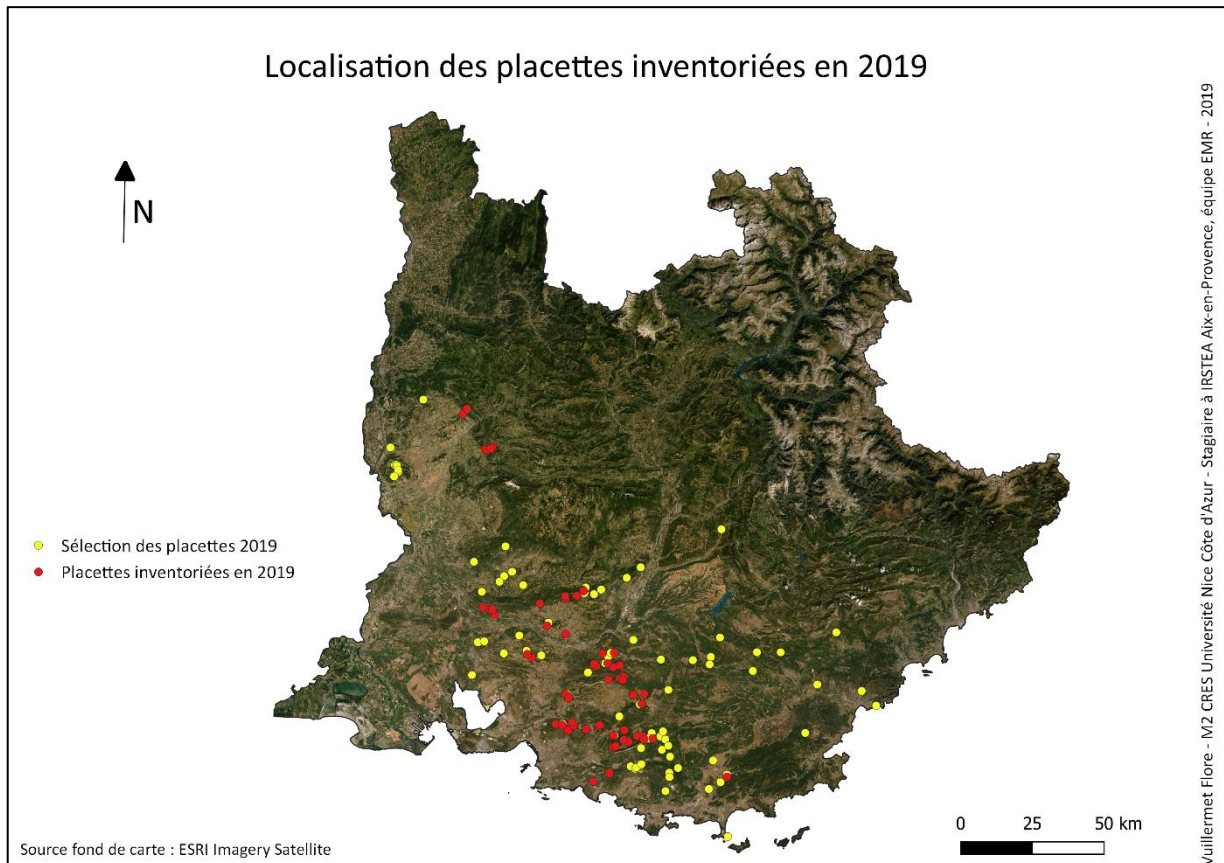 Localisation des placettes inventoriées en 2019
N
Sélection des placettes 2019
Placettes inventoriées en 2019
0 25 50 km
Source fond de carte : ESRI Imagery Satellite
Vuillermet Flore - M2 CRES Université Nice Côte d'Azur - Stagiaire à IRSTEA Aix-en-Provence, équipe EMR - 2019